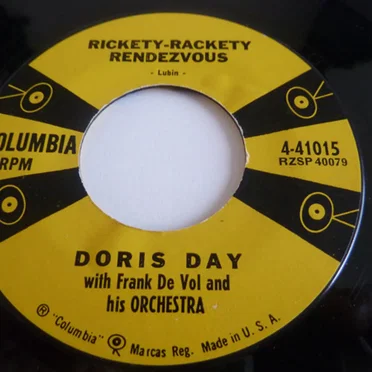 RICKETY-RACKETY
RENDEZVOUS
- Lubin -
OLUMBIA
RPM
4-41015
RZSP 40079
DORIS DAY
with Frank De Vol and
his ORCHESTRA
® "Columbia" Marcas Reg. Made in U. S. A.